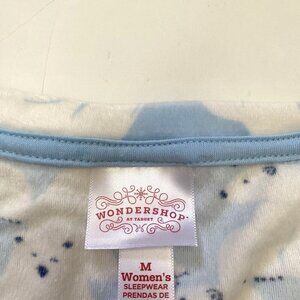 WONDERSHOP
AT TARGET
M
Women's
SLEEPWEAR
PRENDAS DE